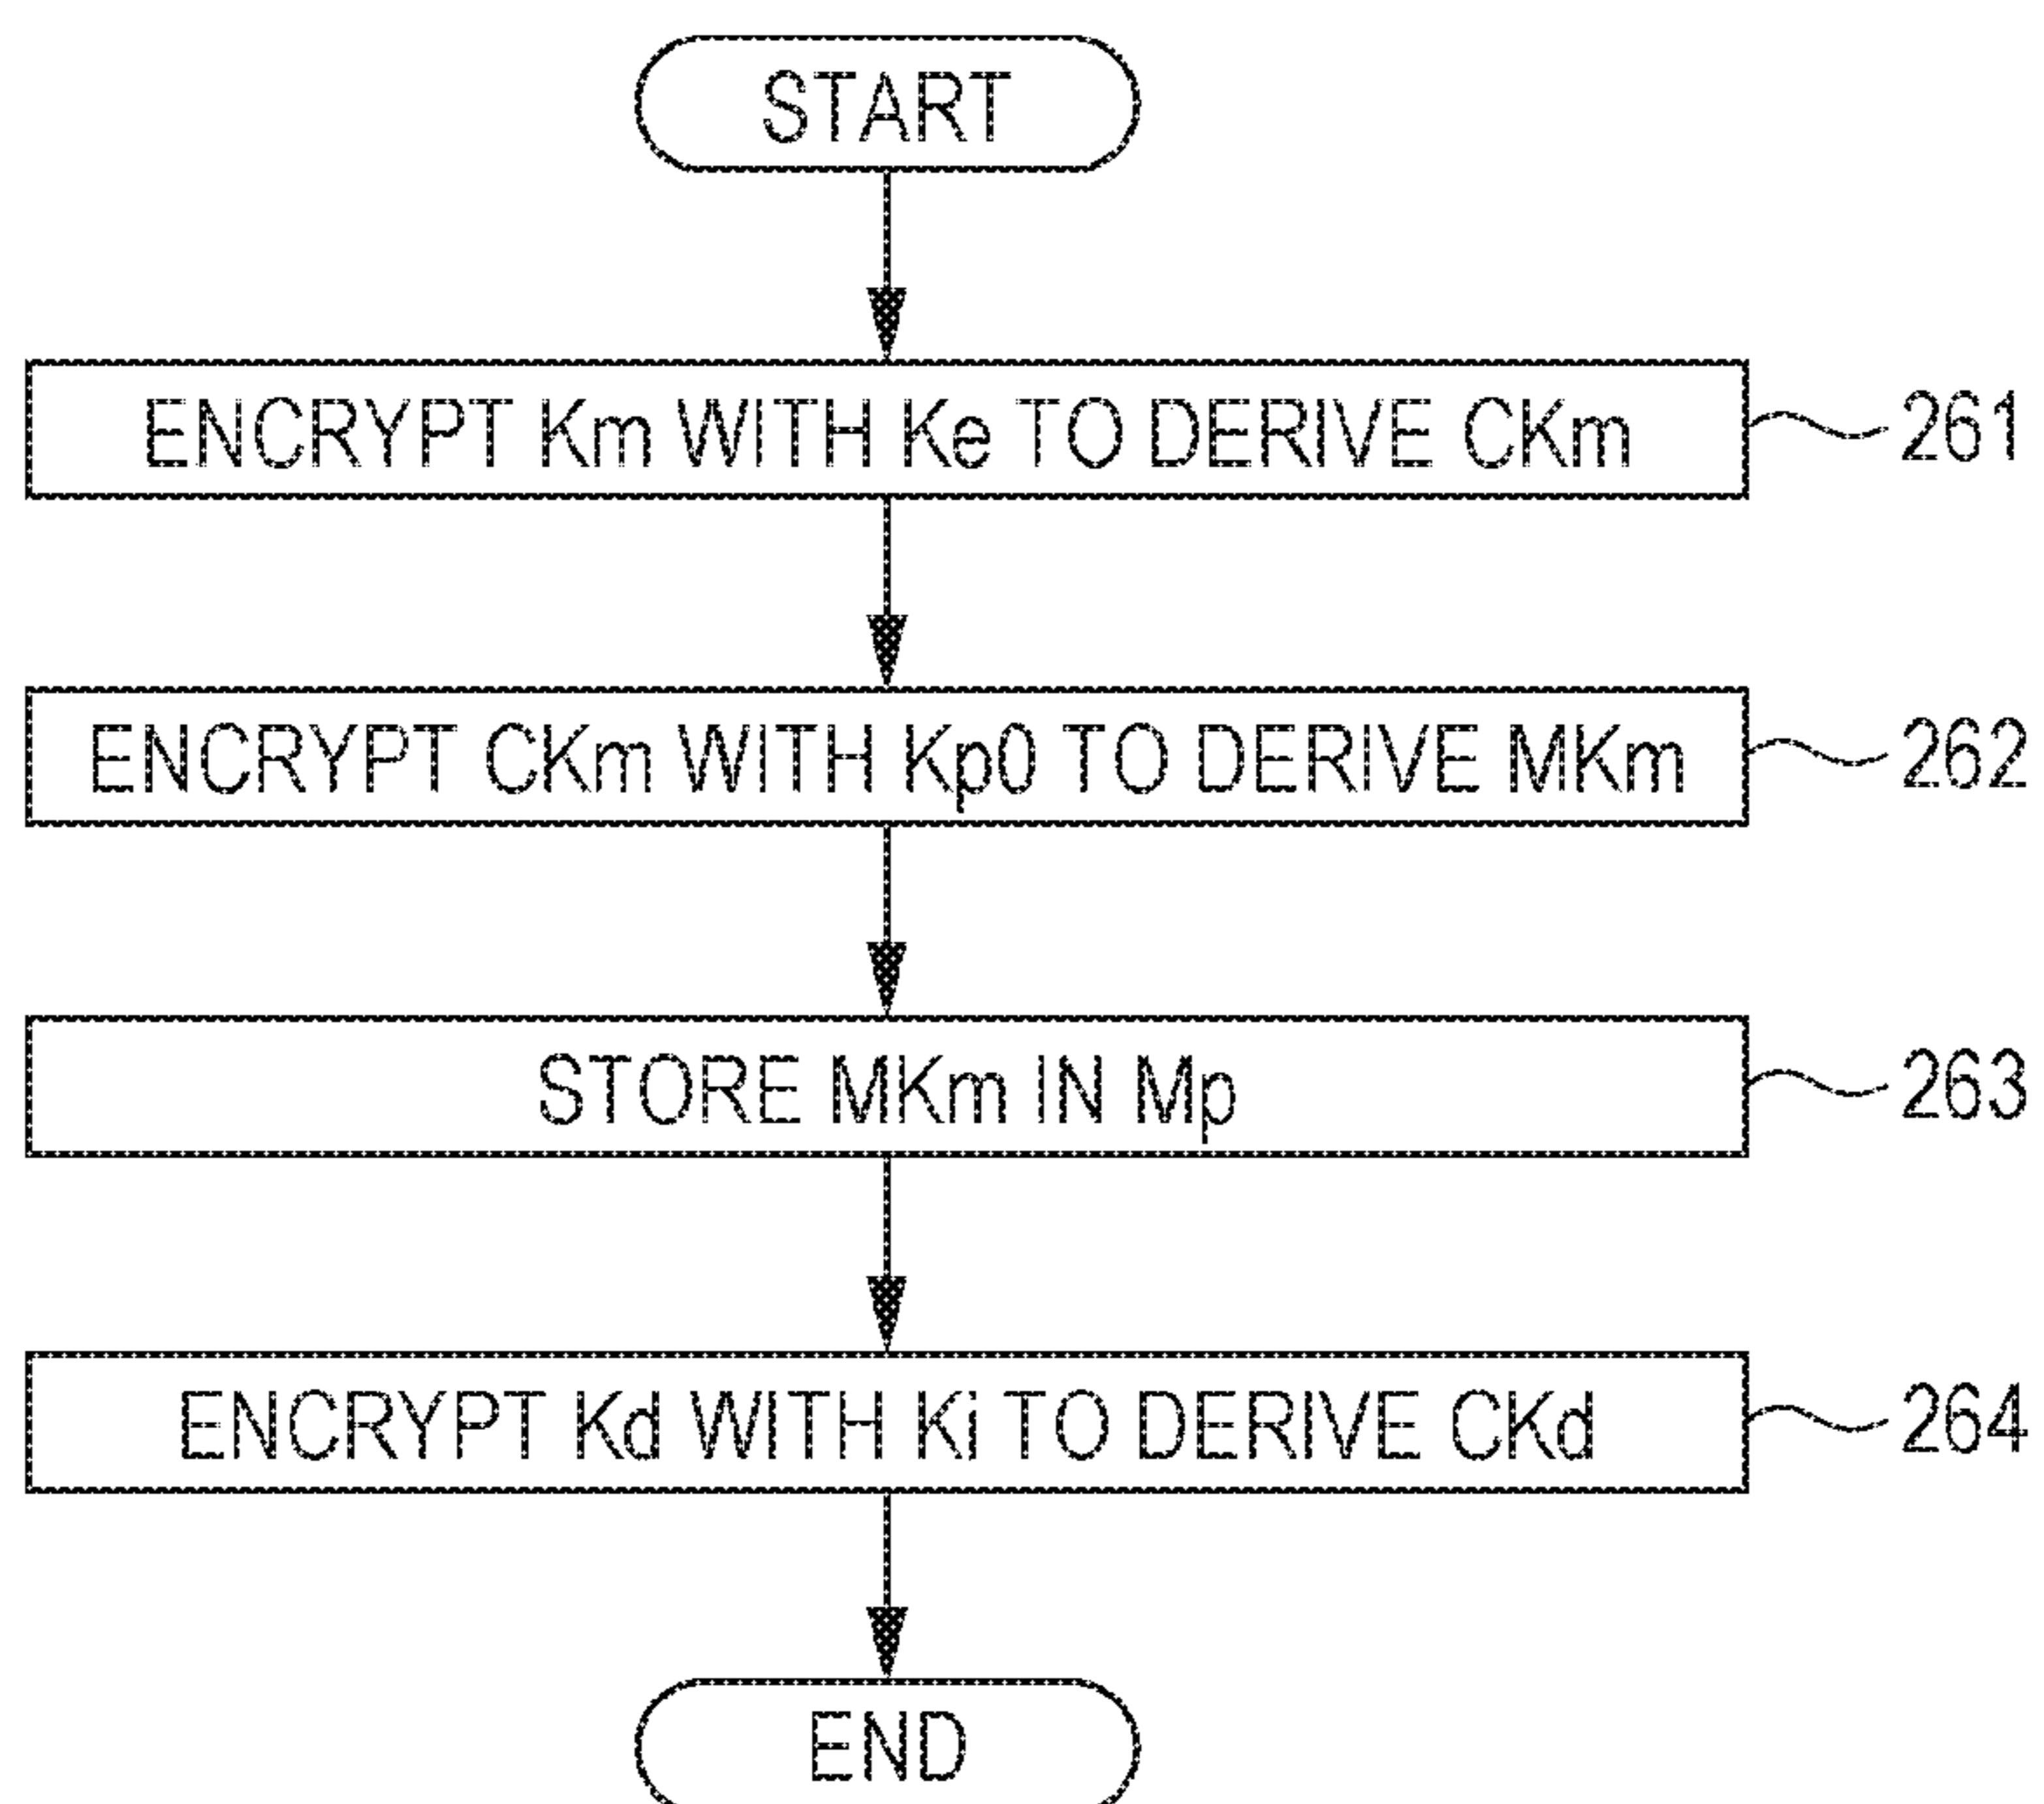 START
ENCRYPT Km WITH Ke TO DERIVE CKm
261
ENCRYPT CKm WITH Kp0 TO DERIVE MKm
262
STORE MKm IN Mp
263
ENCRYPT Kd WITH Ki TO DERIVE CKd
264
END